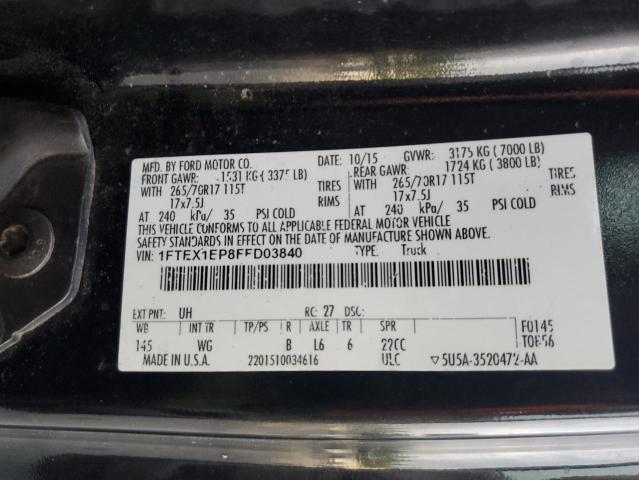 MFD. BY FORD MOTOR CO. DATE: 10/15 GVWR: 3175 KG ( 7000 LB)
FRONT GAWR: 1531 KG ( 3375 LB) REAR GAWR: 1724 KG ( 3800 LB)
WITH 265/70R17 115T TIRES WITH 265/70R17 115T TIRES
17x7.5J RIMS 17x7.5J RIMS
AT 240 kPa/ 35 PSI COLD AT 240 kPa/ 35 PSI COLD
THIS VEHICLE CONFORMS TO ALL APPLICABLE FEDERAL MOTOR VEHICLE
SAFETY STANDARDS IN EFFECT ON THE DATE OF MANUFACTURE SHOWN ABOVE.
VIN: 1FTEX1EP8FFD03840 TYPE: Truck
EXT PNT: UH RC: 27 DSO:
WB INT TR TP/PS R AXLE TR SPR F0145
145 WG B L6 6 22CC T0856
MADE IN U.S.A. 2201510034616 ULC ▽5U5A-3520472-AA